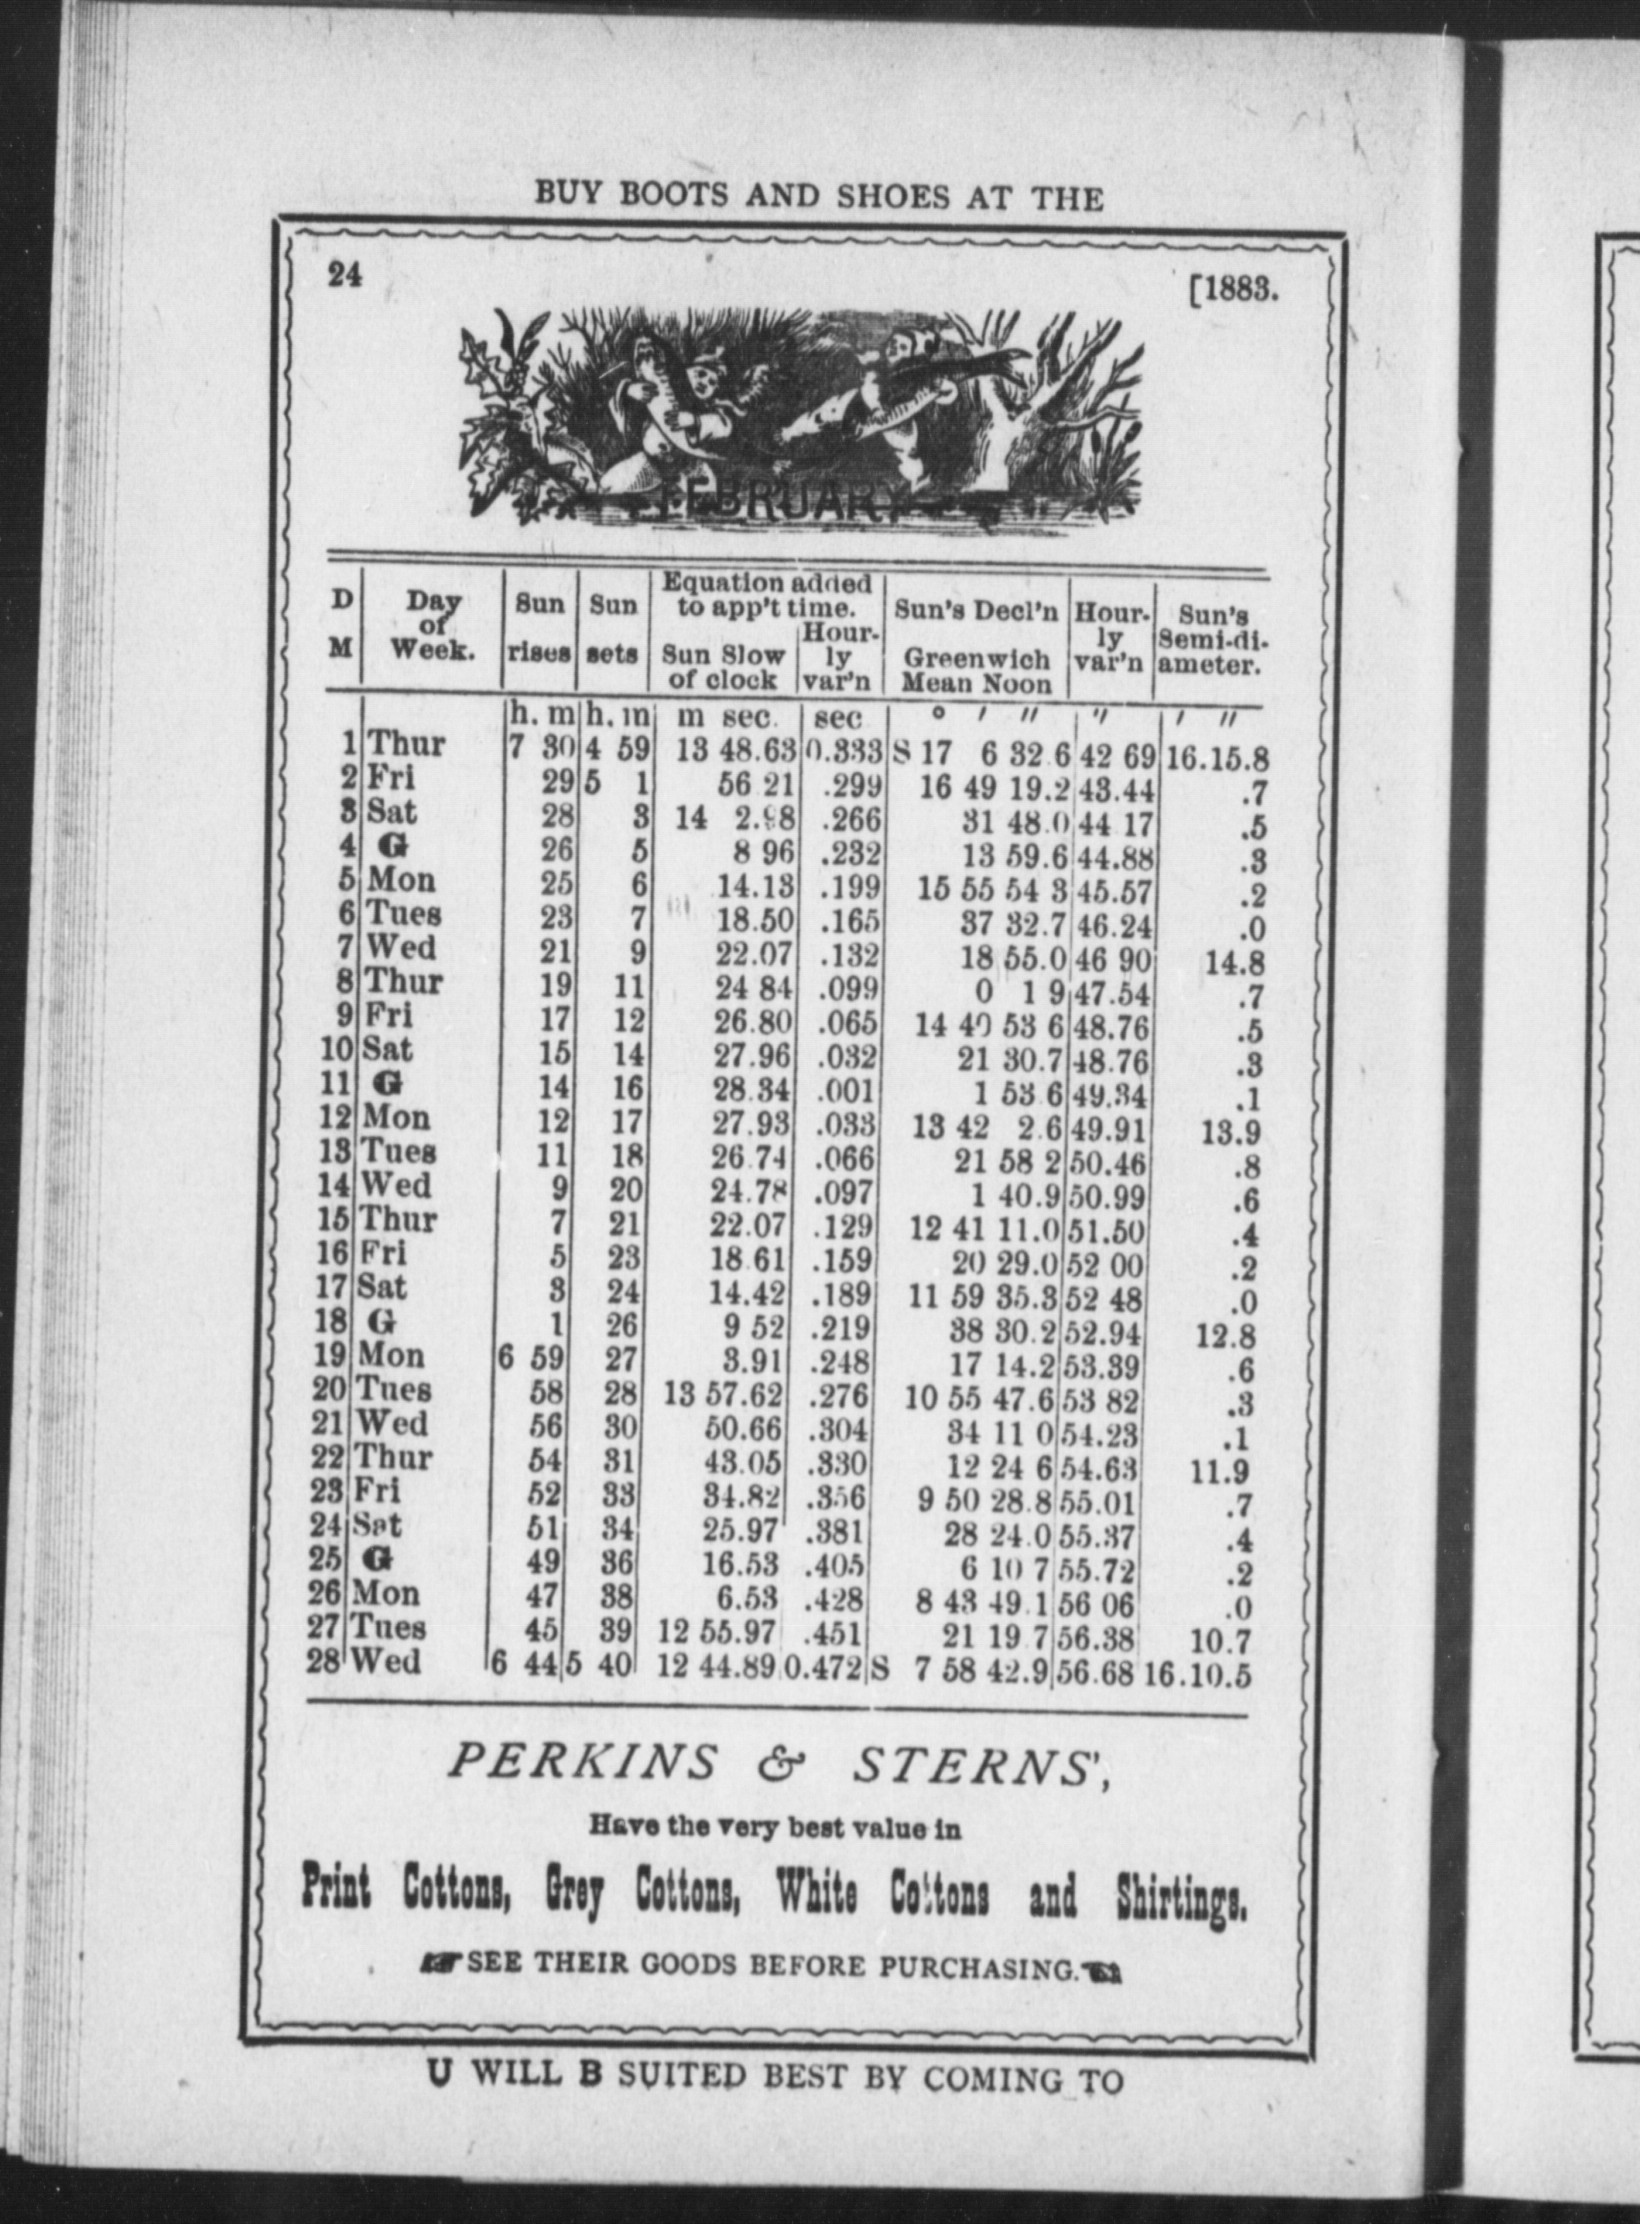 BUY BOOTS AND SHOES AT THE
24 [1883.
FEBRUARY
D M Day of Week. Sun rises Sun sets Equation added to app't time. Sun Slow of clock Hour-ly var'n Sun's Decl'n Greenwich Mean Noon Hour-ly var'n Sun's Semi-di-ameter.
h. m h. m m sec. sec ° ' " " ' "
1 Thur 7 30 4 59 13 48.63 0.333 S 17 6 32 6 42 69 16.15.8
2 Fri 29 5 1 56 21 .299 16 49 19.2 43.44 .7
3 Sat 28 3 14 2.98 .266 31 48.0 44 17 .5
4 G 26 5 8 96 .232 13 59.6 44.88 .3
5 Mon 25 6 14.13 .199 15 55 54 3 45.57 .2
6 Tues 23 7 18.50 .165 37 32.7 46.24 .0
7 Wed 21 9 22.07 .132 18 55.0 46 90 14.8
8 Thur 19 11 24 84 .099 0 1 9 47.54 .7
9 Fri 17 12 26.80 .065 14 40 53 6 48.76 .5
10 Sat 15 14 27.96 .032 21 30.7 48.76 .3
11 G 14 16 28.34 .001 1 53 6 49.34 .1
12 Mon 12 17 27.93 .033 13 42 2.6 49.91 13.9
13 Tues 11 18 26.74 .066 21 58 2 50.46 .8
14 Wed 9 20 24.78 .097 1 40.9 50.99 .6
15 Thur 7 21 22.07 .129 12 41 11.0 51.50 .4
16 Fri 5 23 18.61 .159 20 29.0 52 00 .2
17 Sat 3 24 14.42 .189 11 59 35.3 52 48 .0
18 G 1 26 9 52 .219 38 30.2 52.94 12.8
19 Mon 6 59 27 3.91 .248 17 14.2 53.39 .6
20 Tues 58 28 13 57.62 .276 10 55 47.6 53 82 .3
21 Wed 56 30 50.66 .304 34 11 0 54.23 .1
22 Thur 54 31 43.05 .330 12 24 6 54.63 11.9
23 Fri 52 33 34.82 .356 9 50 28.8 55.01 .7
24 Sat 51 34 25.97 .381 28 24.0 55.37 .4
25 G 49 36 16.53 .405 6 10 7 55.72 .2
26 Mon 47 38 6.53 .428 8 43 49.1 56 06 .0
27 Tues 45 39 12 55.97 .451 21 19 7 56.38 10.7
28 Wed 6 44 5 40 12 44.89 0.472 S 7 58 42.9 56.68 16.10.5
PERKINS & STERNS',
Have the very best value in
Print Cottons, Grey Cottons, White Cottons and Shirtings.
SEE THEIR GOODS BEFORE PURCHASING.
U WILL B SUITED BEST BY COMING TO